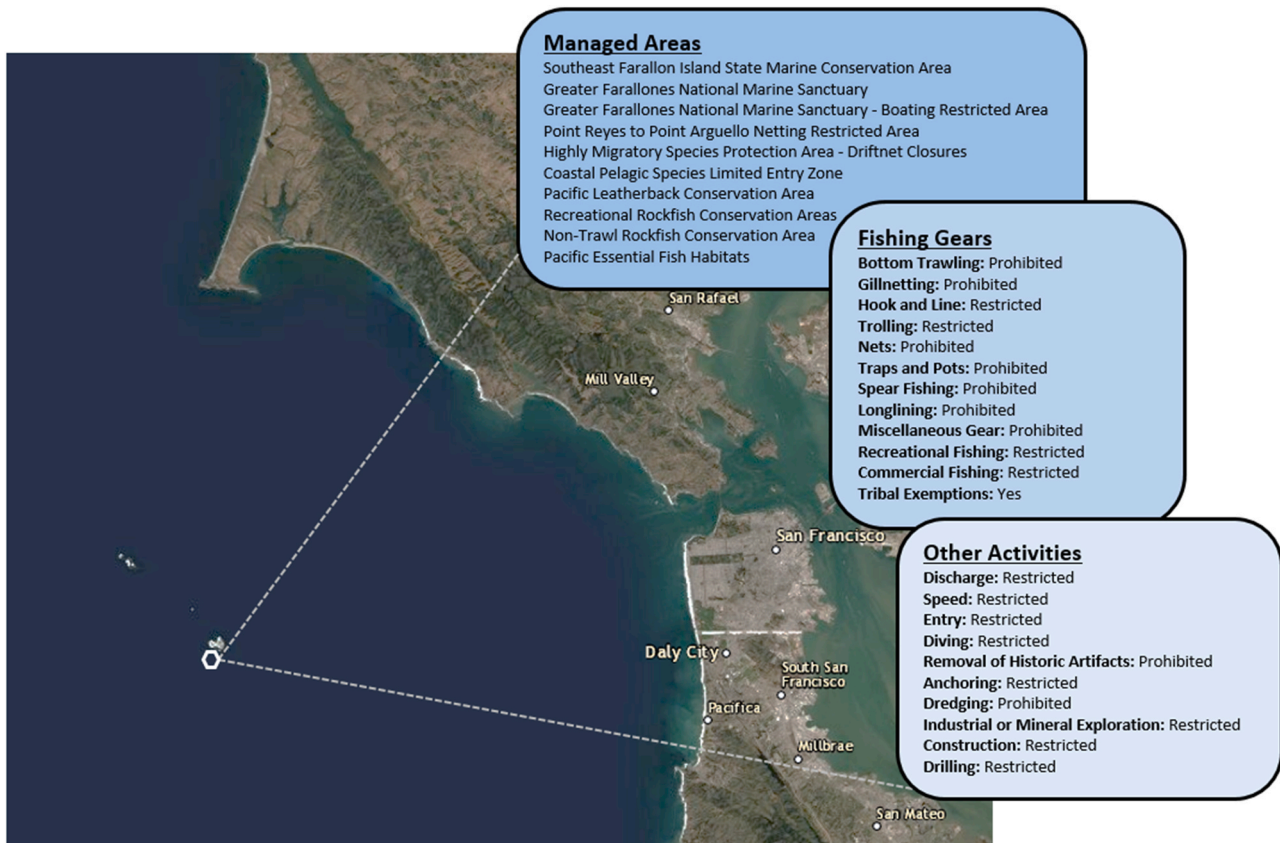 Managed Areas
Southeast Farallon Island State Marine Conservation Area
Greater Farallones National Marine Sanctuary
Greater Farallones National Marine Sanctuary - Boating Restricted Area
Point Reyes to Point Arguello Netting Restricted Area
Highly Migratory Species Protection Area - Driftnet Closures
Coastal Pelagic Species Limited Entry Zone
Pacific Leatherback Conservation Area
Recreational Rockfish Conservation Areas
Non-Trawl Rockfish Conservation Area
Pacific Essential Fish Habitats
Fishing Gears
Bottom Trawling: Prohibited
Gillnetting: Prohibited
Hook and Line: Restricted
Trolling: Restricted
Nets: Prohibited
Traps and Pots: Prohibited
Spear Fishing: Prohibited
Longlining: Prohibited
Miscellaneous Gear: Prohibited
Recreational Fishing: Restricted
Commercial Fishing: Restricted
Tribal Exemptions: Yes
Other Activities
Discharge: Restricted
Speed: Restricted
Entry: Restricted
Diving: Restricted
Removal of Historic Artifacts: Prohibited
Anchoring: Restricted
Dredging: Prohibited
Industrial or Mineral Exploration: Restricted
Construction: Restricted
Drilling: Restricted
San Rafael
Mill Valley
San Francisco
Daly City
South San
Francisco
Pacifica
Millbrae
San Mateo